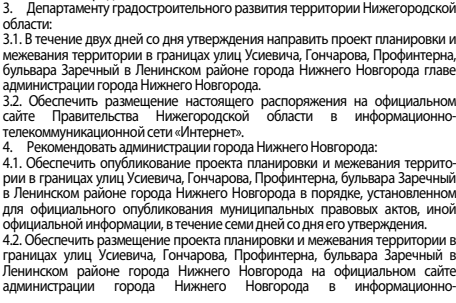 3. Департаменту градостроительного развития территории Нижегородской
области:
3.1. В течение двух дней со дня утверждения направить проект планировки и
межевания территории в границах улиц Усиевича, Гончарова, Профинтерна,
бульвара Заречный в Ленинском районе города Нижнего Новгорода главе
администрации города Нижнего Новгорода.
3.2. Обеспечить размещение настоящего распоряжения на официальном
сайте Правительства Нижегородской области в информационно-
телекоммуникационной сети «Интернет».
4. Рекомендовать администрации города Нижнего Новгорода:
4.1. Обеспечить опубликование проекта планировки и межевания террито-
рии в границах улиц Усиевича, Гончарова, Профинтерна, бульвара Заречный
в Ленинском районе города Нижнего Новгорода в порядке, установленном
для официального опубликования муниципальных правовых актов, иной
официальной информации, в течение семи дней со дня его утверждения.
4.2. Обеспечить размещение проекта планировки и межевания территории в
границах улиц Усиевича, Гончарова, Профинтерна, бульвара Заречный в
Ленинском районе города Нижнего Новгорода на официальном сайте
администрации города Нижнего Новгорода в информационно-